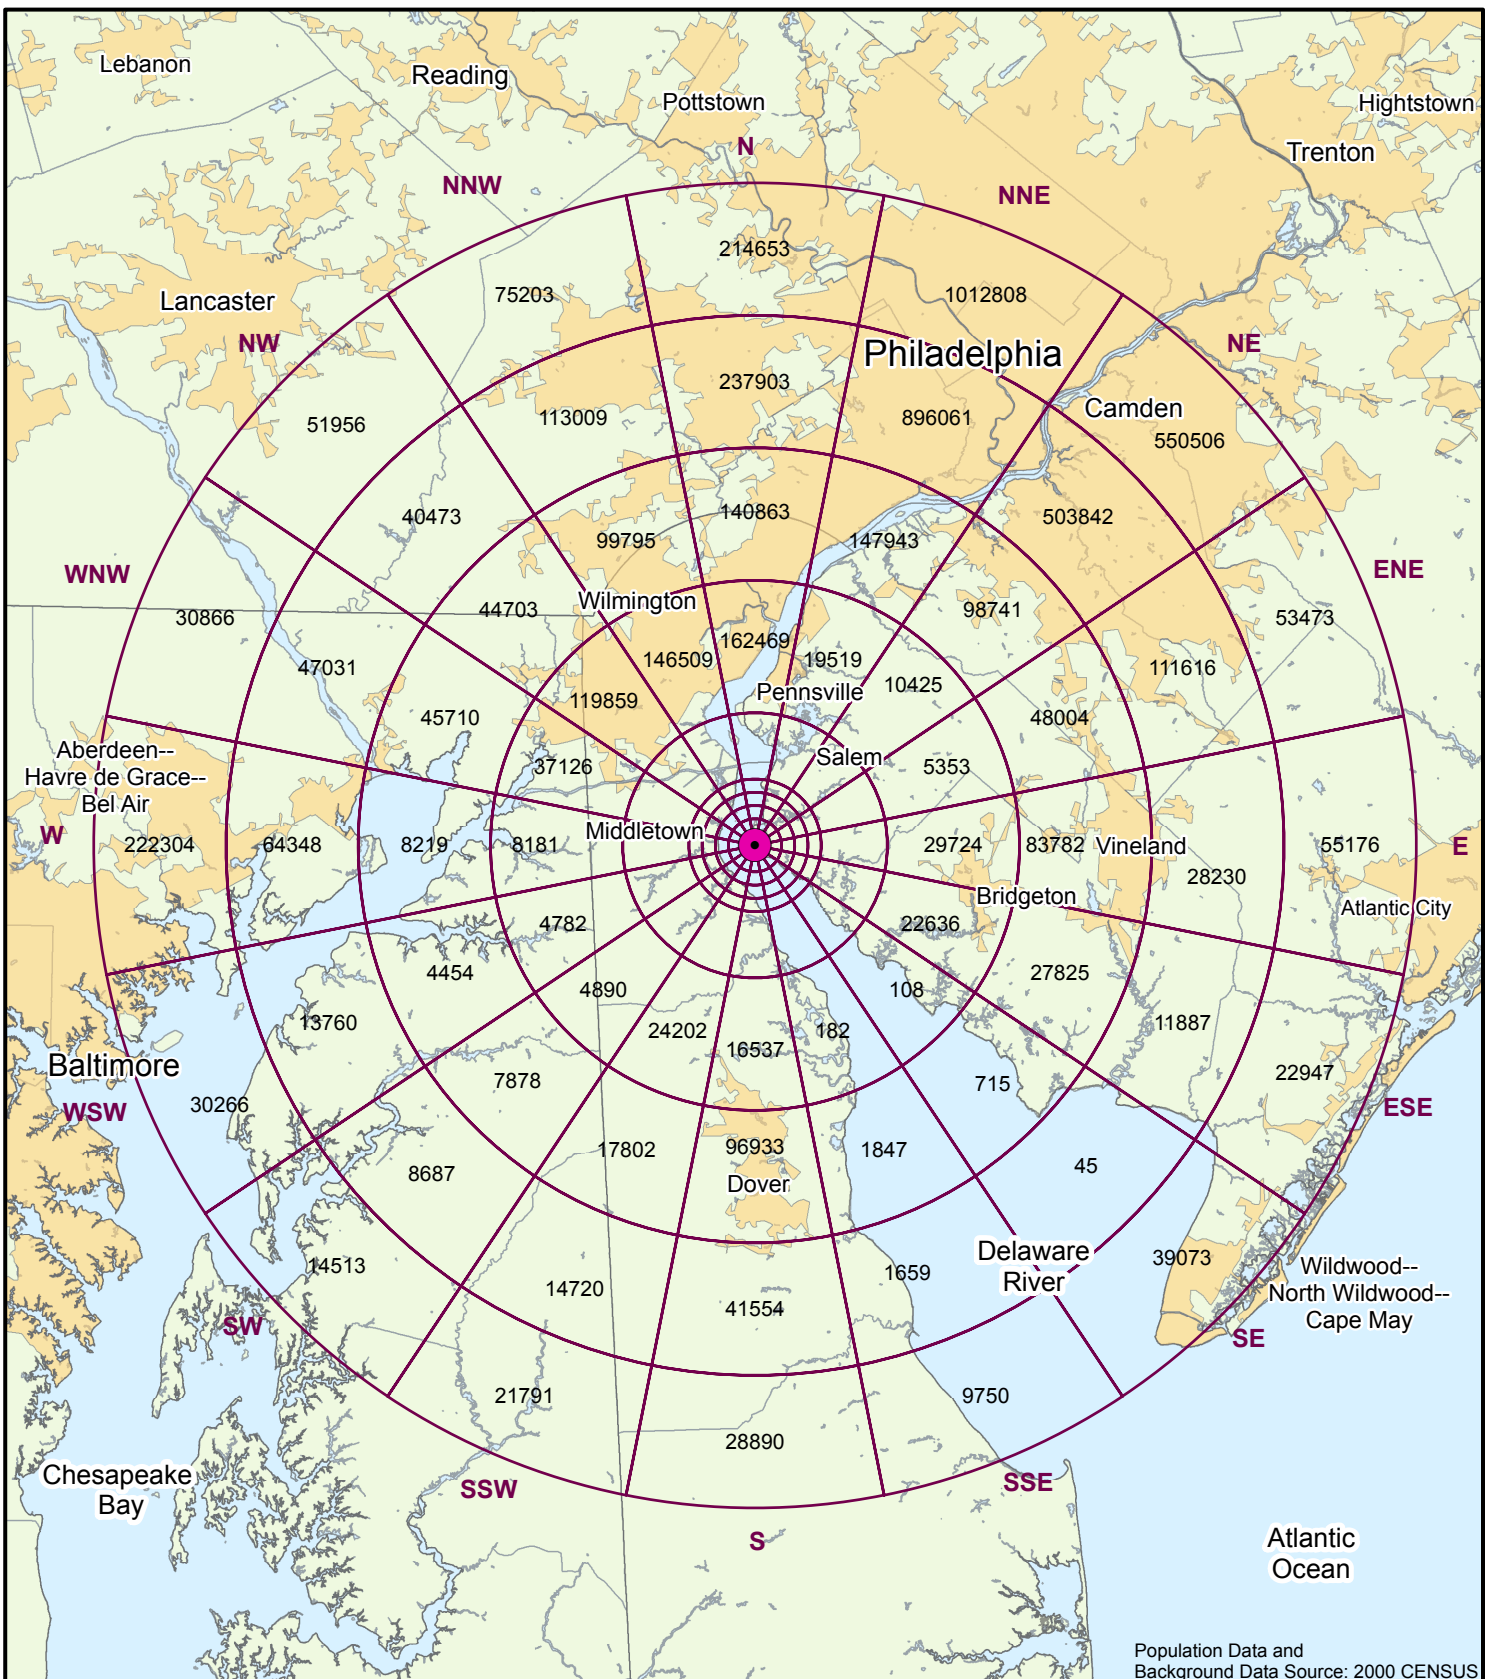 Lebanon
Reading
Pottstown
Hightstown
N
Trenton
NNW
NNE
214653
75203
1012808
Lancaster
NW
NE
Philadelphia
237903
Camden
113009
896061
51956
550506
140863
40473
503842
99795
147943
WNW
ENE
Wilmington
44703
98741
30866
53473
162469
146509
19519
47031
111616
10425
Pennsville
119859
45710
48004
Aberdeen--
Havre de Grace--
Bel Air
Salem
37126
5353
Middletown
W
222304
64348
8219
8181
29724
83782
Vineland
55176
E
28230
Bridgeton
Atlantic City
4782
22636
4454
27825
4890
108
13760
11887
24202
182
16537
Baltimore
7878
715
22947
30266
WSW
ESE
17802
96933
1847
45
8687
Dover
Delaware
River
39073
14513
1659
Wildwood--
North Wildwood--
Cape May
14720
41554
SW
SE
21791
9750
28890
Chesapeake
Bay
SSW
SSE
S
Atlantic
Ocean
Population Data and
Background Data Source: 2000 CENSUS